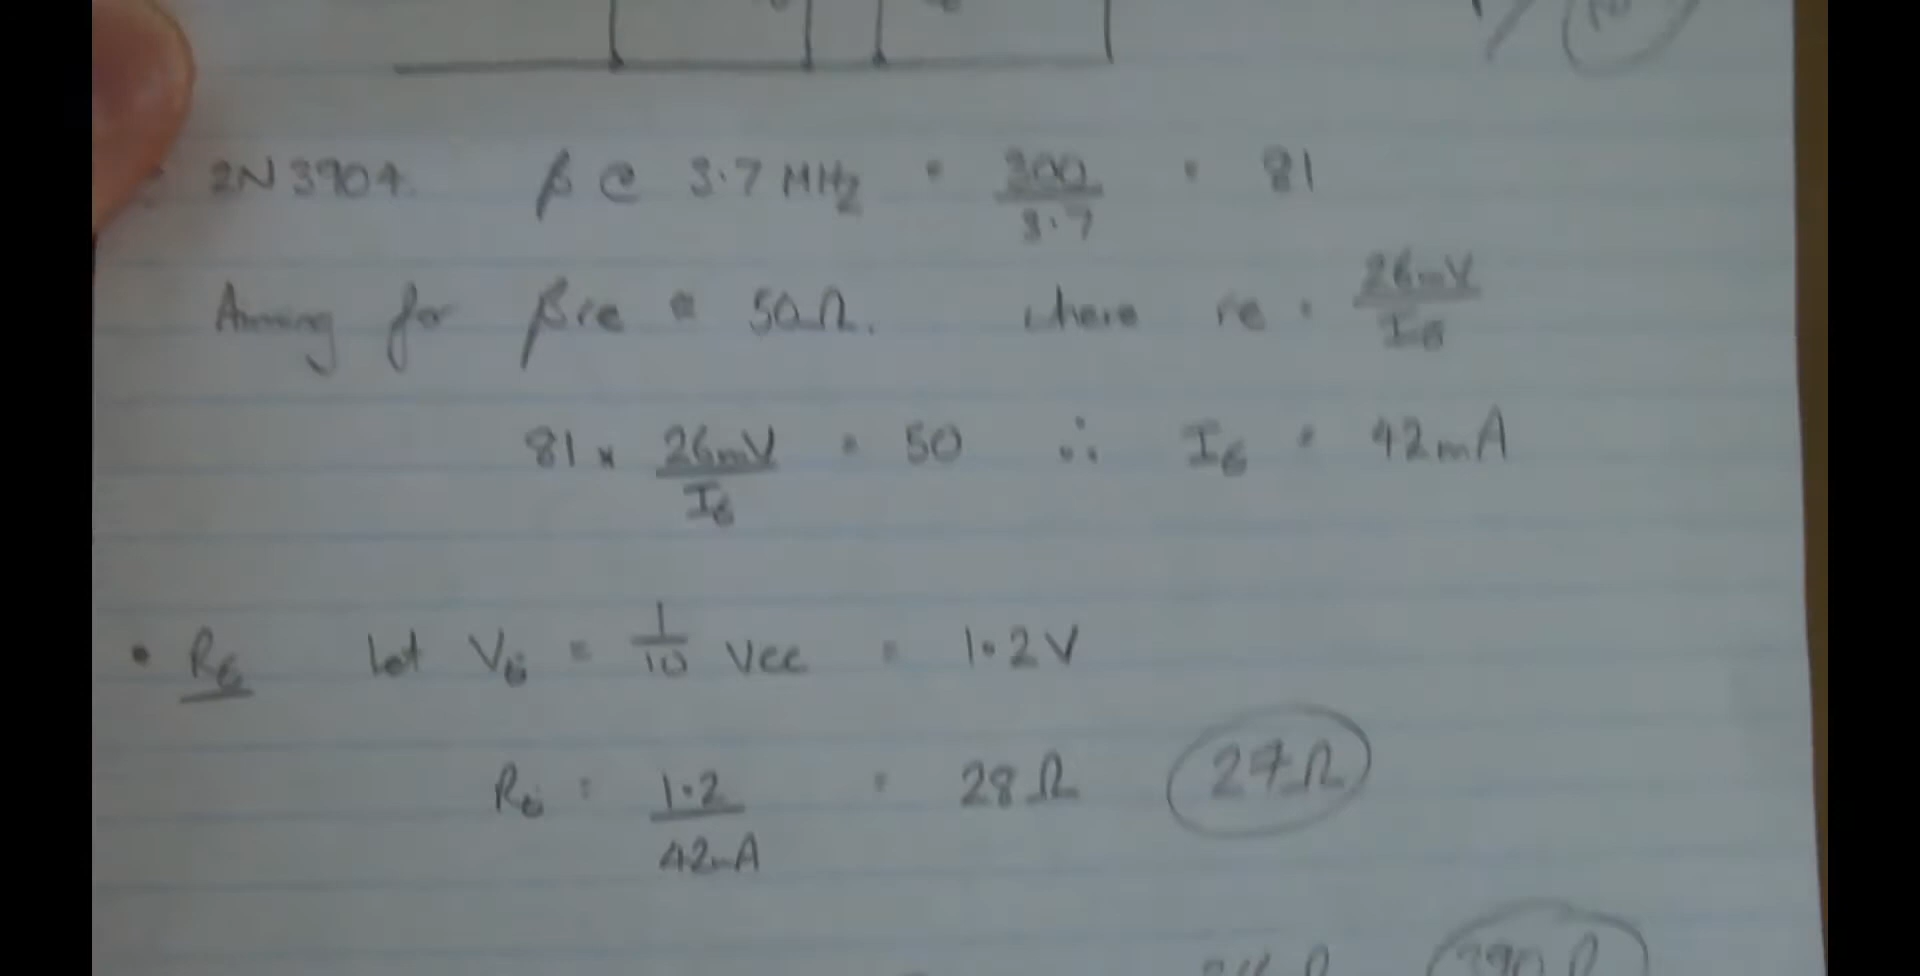 2N3904 β @ 3.7 MHz = 300/3.7 = 81
Aiming for βre = 50Ω. where re = 26mV/IE
81 × 26mV/IE = 50 ∴ IE = 42mA
• RE Let VE = 1/10 Vcc = 1.2V
RE = 1.2/42mA = 28Ω 27Ω
390Ω